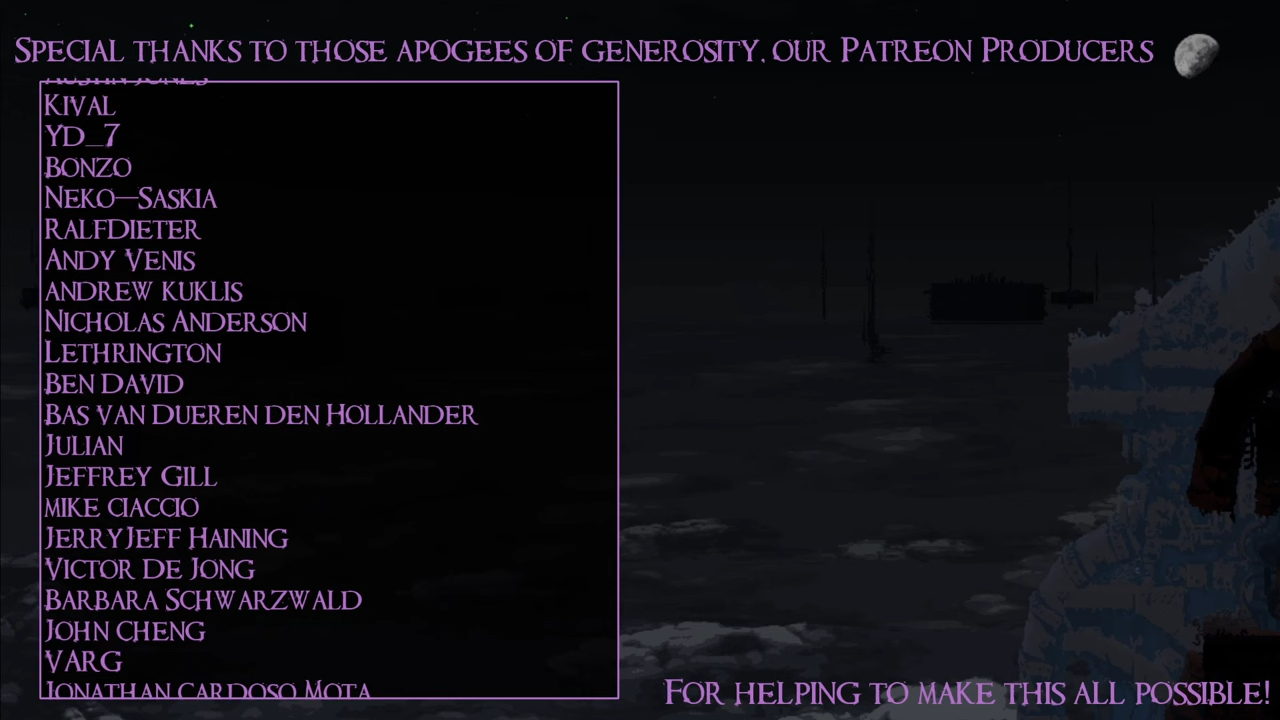 Special thanks to those apogees of generosity, our Patreon Producers
Austin Jones
Kival
YD_7
Bonzo
Neko—Saskia
RalfDieter
Andy Venis
andrew kuklis
Nicholas Anderson
Lethrington
Ben David
Bas van Dueren den Hollander
Julian
Jeffrey Gill
mike ciaccio
JerryJeff Haining
Victor De Jong
Barbara Schwarzwald
John cheng
Varg
Jonathan cardoso Mota
For helping to make this all possible!